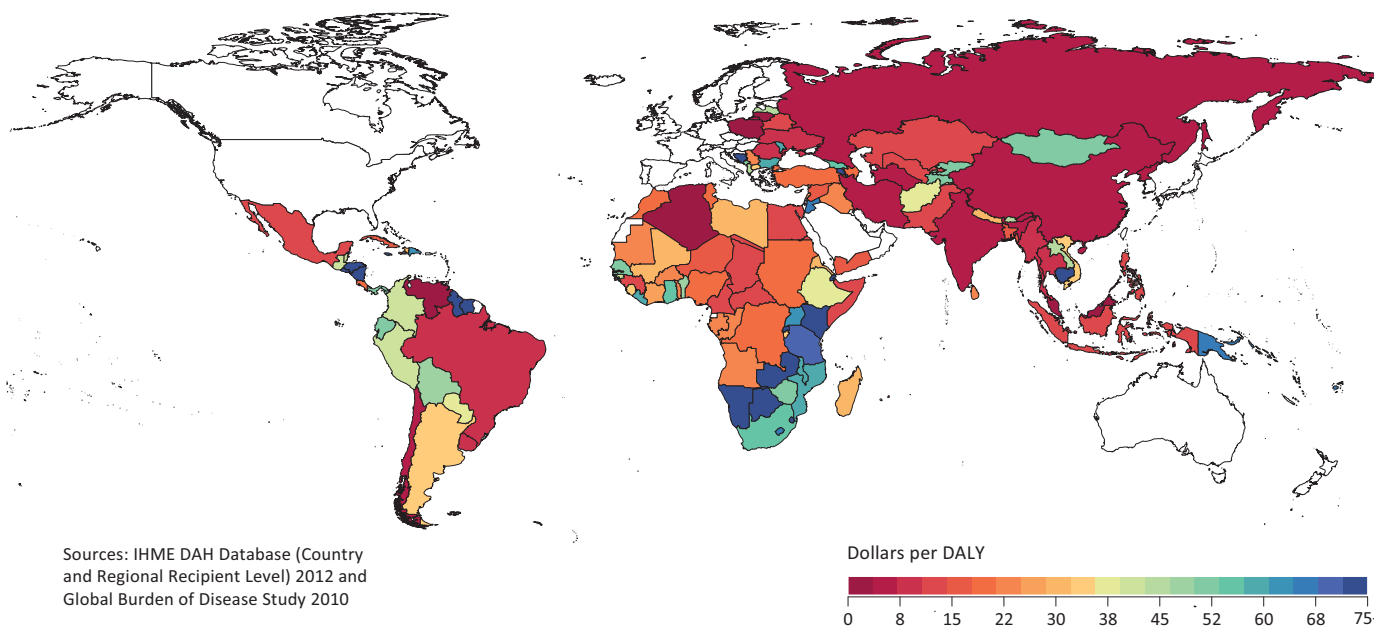 Sources: IHME DAH Database (Country
and Regional Recipient Level) 2012 and
Global Burden of Disease Study 2010
Dollars per DALY
0 8 15 22 30 38 45 52 60 68 75+